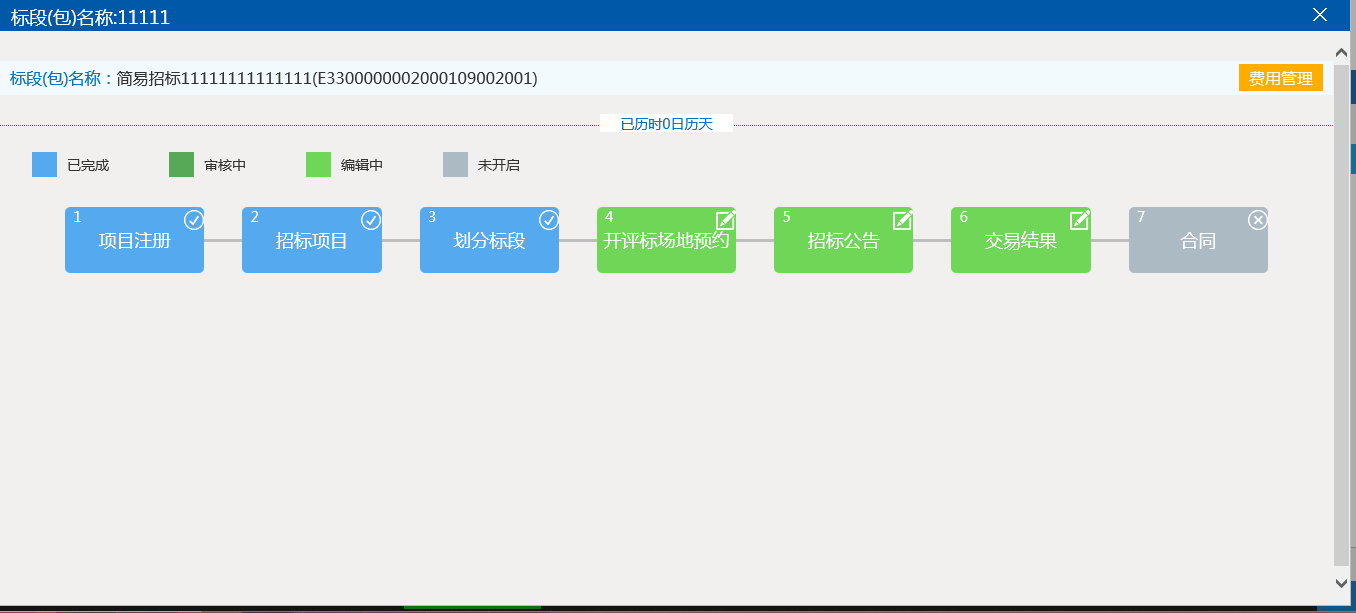 标段(包)名称:11111
标段(包)名称：简易招标11111111111111(E3300000002000109002001)
费用管理
已历时0日历天
已完成 审核中 编辑中 未开启
1 2 3 4 5 6 7
项目注册 招标项目 划分标段 开评标场地预约 招标公告 交易结果 合同